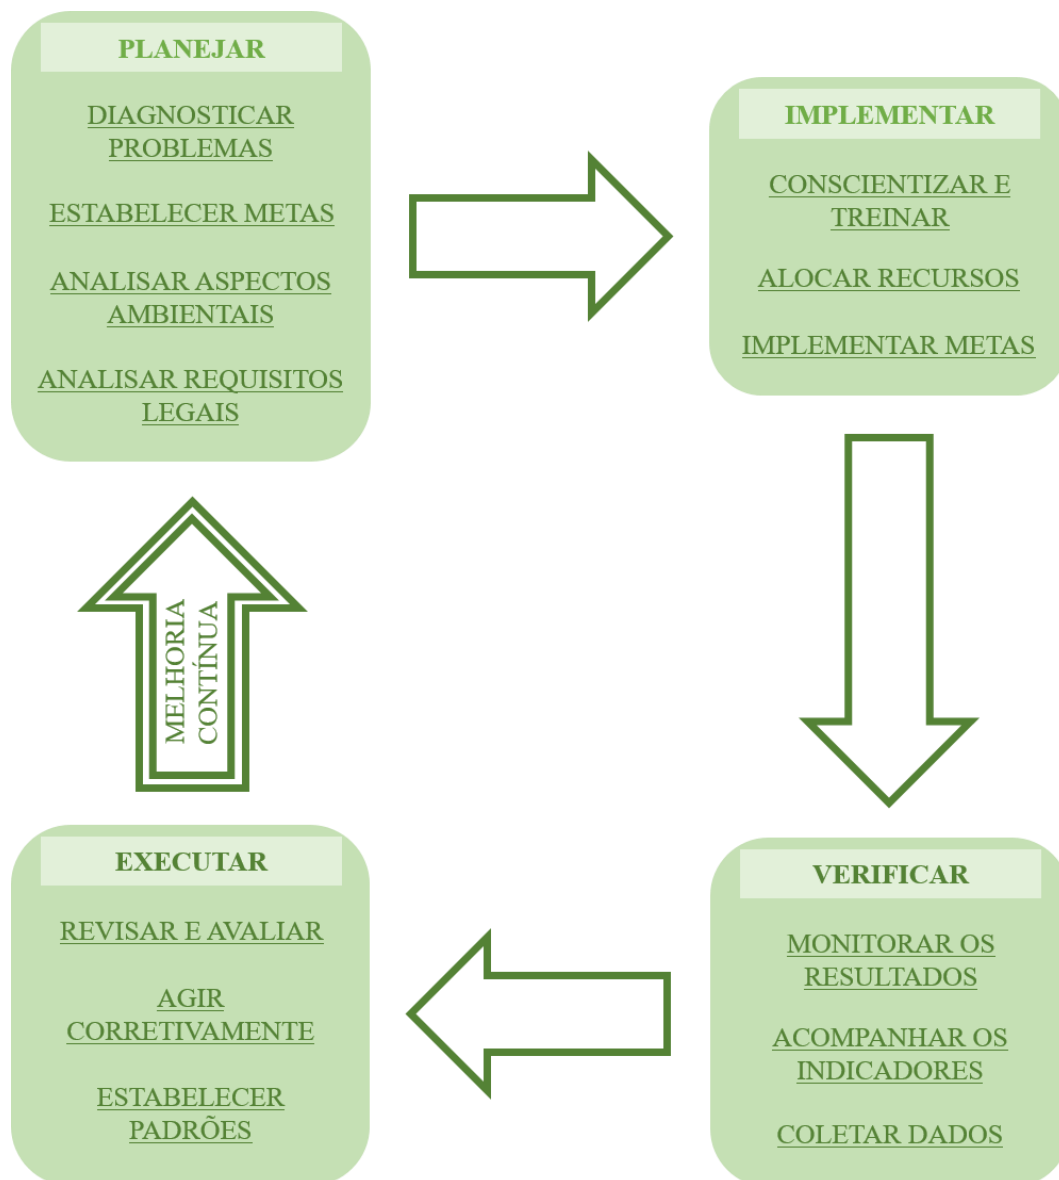 PLANEJAR
DIAGNOSTICAR
PROBLEMAS
ESTABELECER METAS
ANALISAR ASPECTOS
AMBIENTAIS
ANALISAR REQUISITOS
LEGAIS
IMPLEMENTAR
CONSCIENTIZAR E
TREINAR
ALOCAR RECURSOS
IMPLEMENTAR METAS
VERIFICAR
MONITORAR OS
RESULTADOS
ACOMPANHAR OS
INDICADORES
COLETAR DADOS
EXECUTAR
REVISAR E AVALIAR
AGIR
CORRETIVAMENTE
ESTABELECER
PADRÕES
MELHORIA
CONTÍNUA